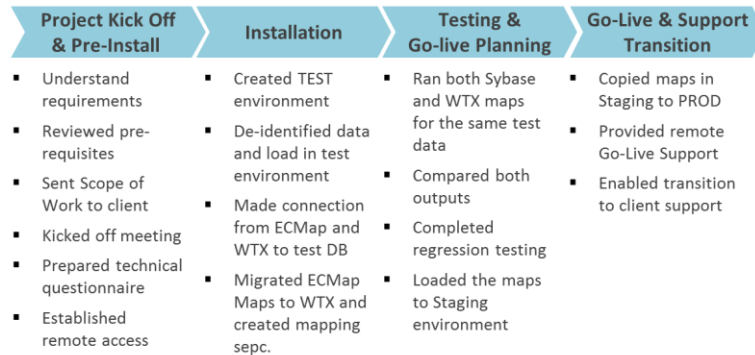 Project Kick Off
& Pre-Install
Understand
requirements
Reviewed pre-
requisites
Sent Scope of
Work to client
Kicked off meeting
Prepared technical
questionnaire
Established
remote access
Installation
Created TEST
environment
De-identified data
and load in test
environment
Made connection
from ECMap and
WTX to test DB
Migrated ECMap
Maps to WTX and
created mapping
sepc.
Testing &
Go-live Planning
Ran both Sybase
and WTX maps
for the same test
data
Compared both
outputs
Completed
regression testing
Loaded the maps
to Staging
environment
Go-Live & Support
Transition
Copied maps in
Staging to PROD
Provided remote
Go-Live Support
Enabled transition
to client support